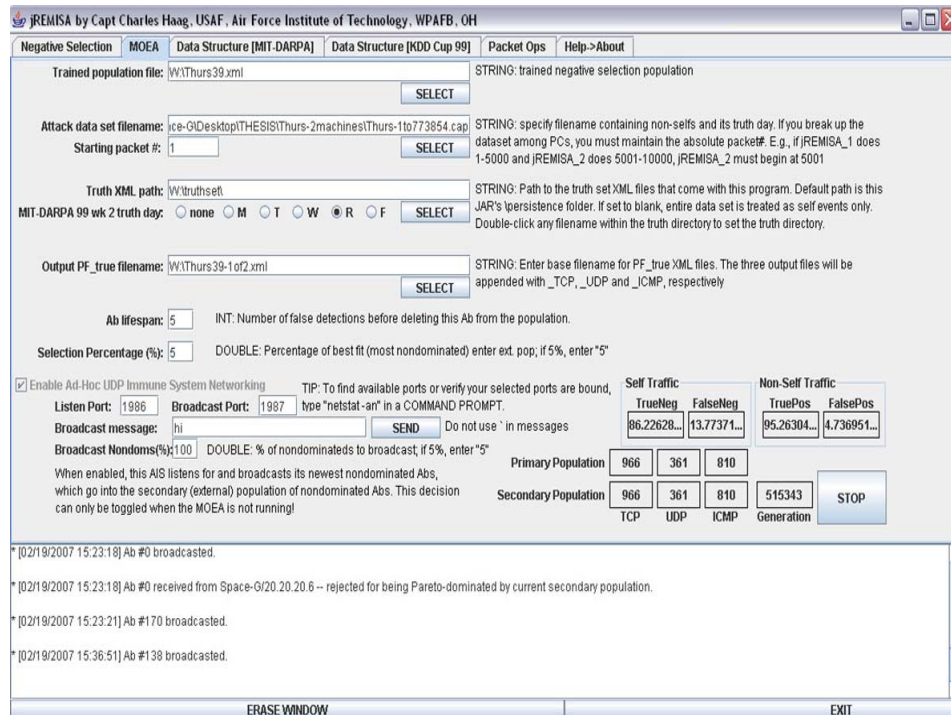 jREMISA by Capt Charles Haag, USAF, Air Force Institute of Technology, WPAFB, OH
Negative Selection MOEA Data Structure [MIT-DARPA] Data Structure [KDD Cup 99] Packet Ops Help->About
Trained population file: W:\Thurs39.xml STRING: trained negative selection population
SELECT
Attack data set filename: ice-G\Desktop\THESIS\Thurs-2machines\Thurs-1to773854.cap STRING: specify filename containing non-selfs and its truth day. If you break up the
Starting packet #: 1 SELECT dataset among PCs, you must maintain the absolute packet#. E.g., if jREMISA_1 does
1-5000 and jREMISA_2 does 5001-10000, jREMISA_2 must begin at 5001
Truth XML path: W:\truthset\ STRING: Path to the truth set XML files that come with this program. Default path is this
MIT-DARPA 99 wk 2 truth day: none M T W R F SELECT JAR's \persistence folder. If set to blank, entire data set is treated as self events only.
Double-click any filename within the truth directory to set the truth directory.
Output PF_true filename: W:\Thurs39-1of2.xml STRING: Enter base filename for PF_true XML files. The three output files will be
SELECT appended with _TCP, _UDP and _ICMP, respectively
Ab lifespan: 5 INT: Number of false detections before deleting this Ab from the population.
Selection Percentage (%): 5 DOUBLE: Percentage of best fit (most nondominated) enter ext. pop; if 5%, enter "5"
Enable Ad-Hoc UDP Immune System Networking TIP: To find available ports or verify your selected ports are bound, Self Traffic Non-Self Traffic
Listen Port: 1986 Broadcast Port: 1987 type "netstat -an" in a COMMAND PROMPT. TrueNeg FalseNeg TruePos FalsePos
Broadcast message: hi SEND Do not use ` in messages 86.22628... 13.77371... 95.26304... 4.736951...
Broadcast Nondoms(%): 100 DOUBLE: % of nondominateds to broadcast; if 5%, enter "5"
When enabled, this AIS listens for and broadcasts its newest nondominated Abs, Primary Population 966 361 810
which go into the secondary (external) population of nondominated Abs. This decision Secondary Population 966 361 810 515343 STOP
can only be toggled when the MOEA is not running! TCP UDP ICMP Generation
* [02/19/2007 15:23:18] Ab #0 broadcasted.
* [02/19/2007 15:23:18] Ab #0 received from Space-G/20.20.20.6 -- rejected for being Pareto-dominated by current secondary population.
* [02/19/2007 15:23:21] Ab #170 broadcasted.
* [02/19/2007 15:36:51] Ab #138 broadcasted.
ERASE WINDOW EXIT